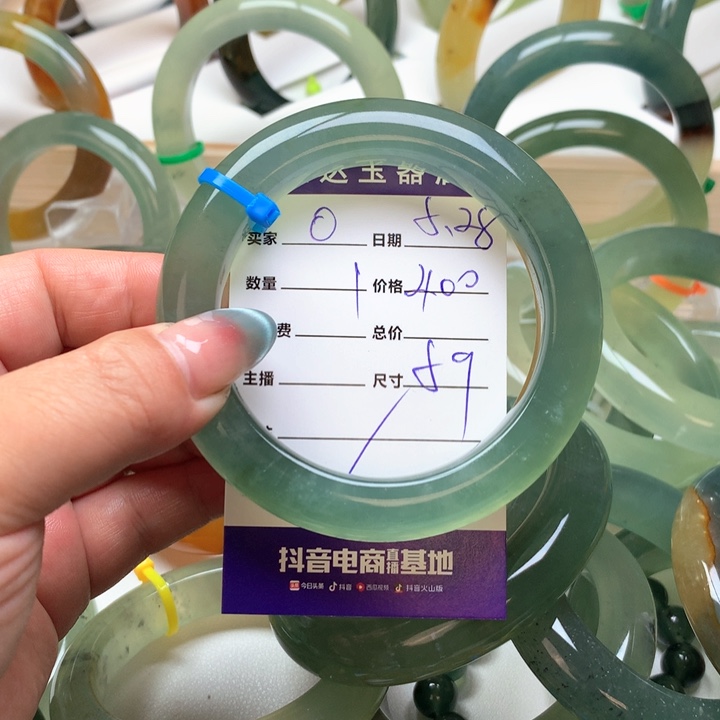 玉器
买家 0 日期 8.28
数量 1 价格 400
费 总价
主播 尺寸 59
抖音电商直播基地
今日头条 抖音 西瓜视频 抖音火山版